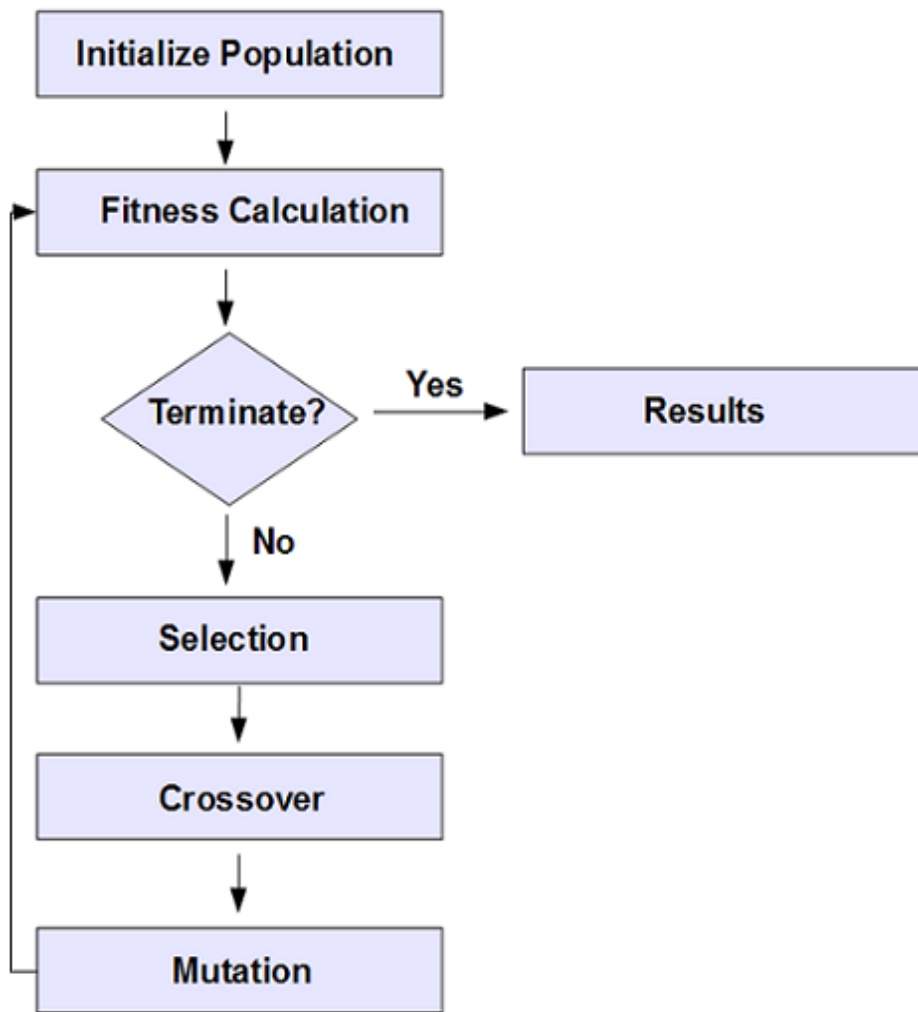 Initialize Population
Fitness Calculation
Terminate?
Yes
Results
No
Selection
Crossover
Mutation